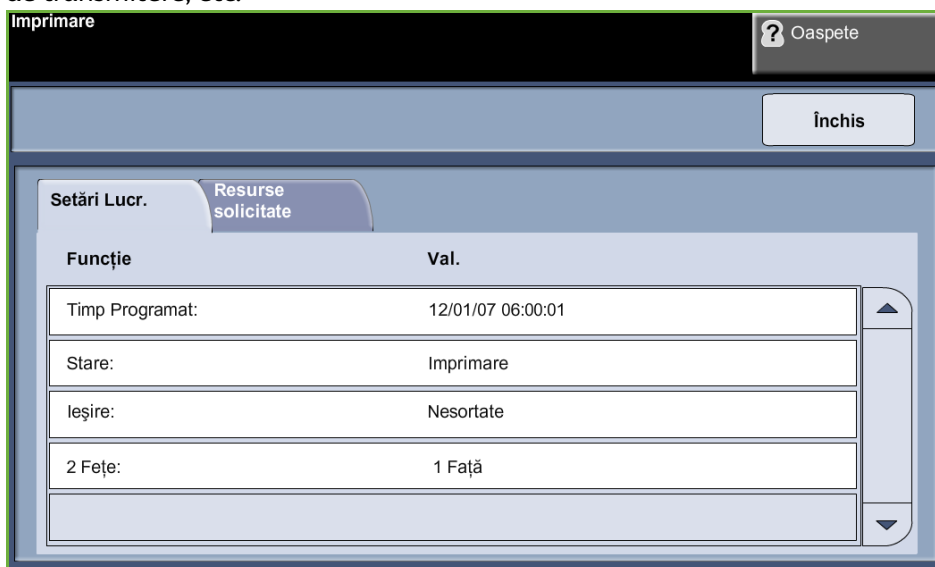 de transmitere, etc.
Imprimare
? Oaspete
Închis
Setări Lucr.
Resurse
solicitate
Funcție
Val.
Timp Programat:
12/01/07 06:00:01
Stare:
Imprimare
Ieşire:
Nesortate
2 Fețe:
1 Față